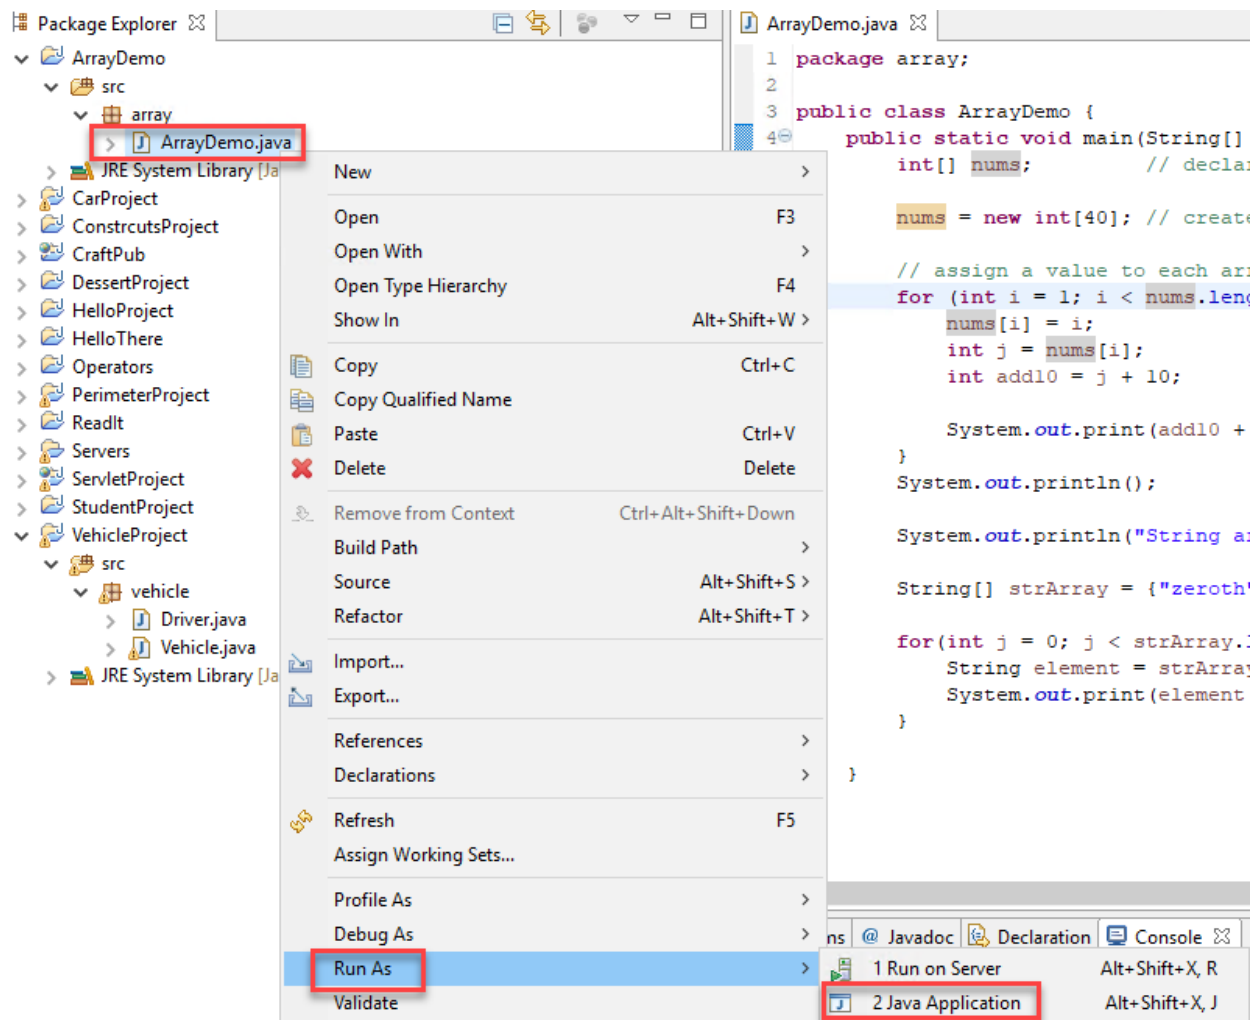 Package Explorer
ArrayDemo
src
array
ArrayDemo.java
JRE System Library [Ja
CarProject
ConstrcutsProject
CraftPub
DessertProject
HelloProject
HelloThere
Operators
PerimeterProject
ReadIt
Servers
ServletProject
StudentProject
VehicleProject
src
vehicle
Driver.java
Vehicle.java
JRE System Library [Ja
New
Open F3
Open With
Open Type Hierarchy F4
Show In Alt+Shift+W >
Copy Ctrl+C
Copy Qualified Name
Paste Ctrl+V
Delete Delete
Remove from Context Ctrl+Alt+Shift+Down
Build Path
Source Alt+Shift+S >
Refactor Alt+Shift+T >
Import...
Export...
References
Declarations
Refresh F5
Assign Working Sets...
Profile As
Debug As
Run As
Validate
1 Run on Server Alt+Shift+X, R
2 Java Application Alt+Shift+X, J
ArrayDemo.java
1 package array;
2
3 public class ArrayDemo {
4 public static void main(String[]
int[] nums; // declar
nums = new int[40]; // create
// assign a value to each arr
for (int i = 1; i < nums.leng
nums[i] = i;
int j = nums[i];
int add10 = j + 10;
System.out.print(add10 +
}
System.out.println();
System.out.println("String ar
String[] strArray = {"zeroth"
for(int j = 0; j < strArray.l
String element = strArray
System.out.print(element
}
}
ns @ Javadoc Declaration Console